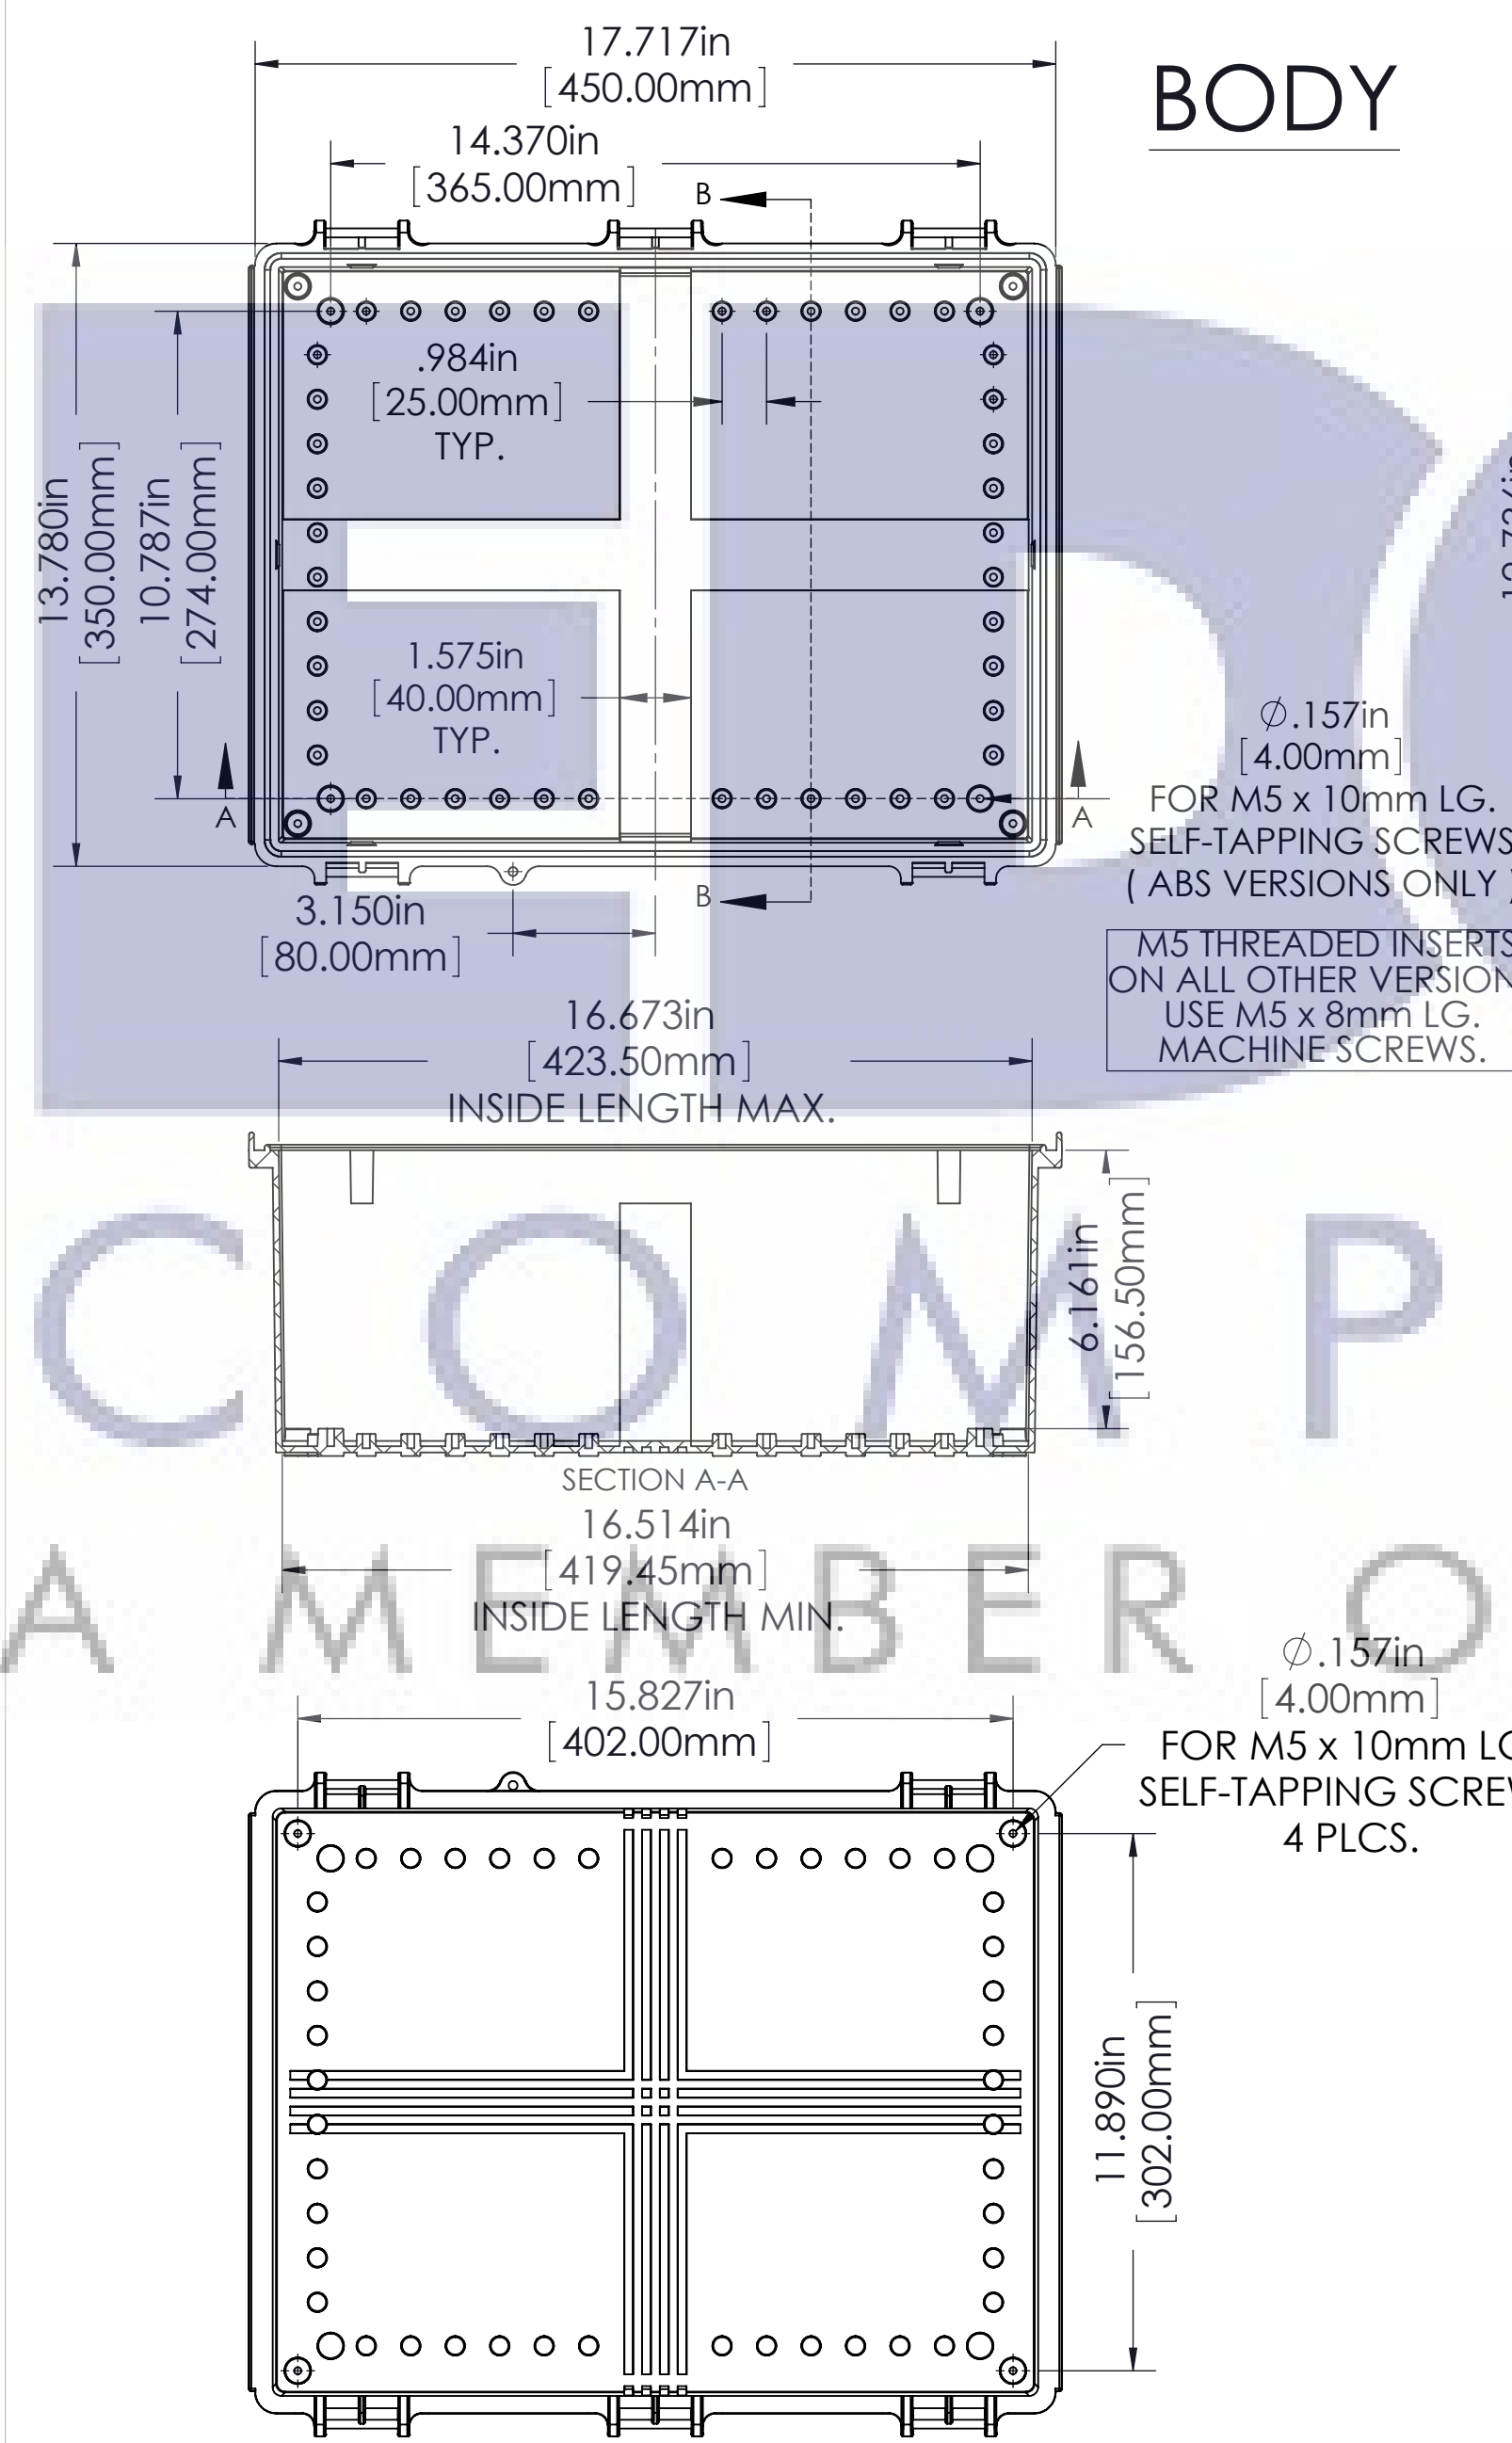 BODY
17.717in
[450.00mm]
14.370in
[365.00mm]
B
.984in
[25.00mm]
TYP.
13.780in
[350.00mm]
10.787in
[274.00mm]
1.575in
[40.00mm]
TYP.
A
A
Ø.157in
[4.00mm]
FOR M5 x 10mm LG.
SELF-TAPPING SCREWS
( ABS VERSIONS ONLY )
B
3.150in
[80.00mm]
M5 THREADED INSERTS
ON ALL OTHER VERSION
USE M5 x 8mm LG.
MACHINE SCREWS.
16.673in
[423.50mm]
INSIDE LENGTH MAX.
6.161in
[156.50mm]
COMP
SECTION A-A
16.514in
[419.45mm]
INSIDE LENGTH MIN.
A MEMBER O
15.827in
[402.00mm]
Ø.157in
[4.00mm]
FOR M5 x 10mm LG
SELF-TAPPING SCREW
4 PLCS.
11.890in
[302.00mm]